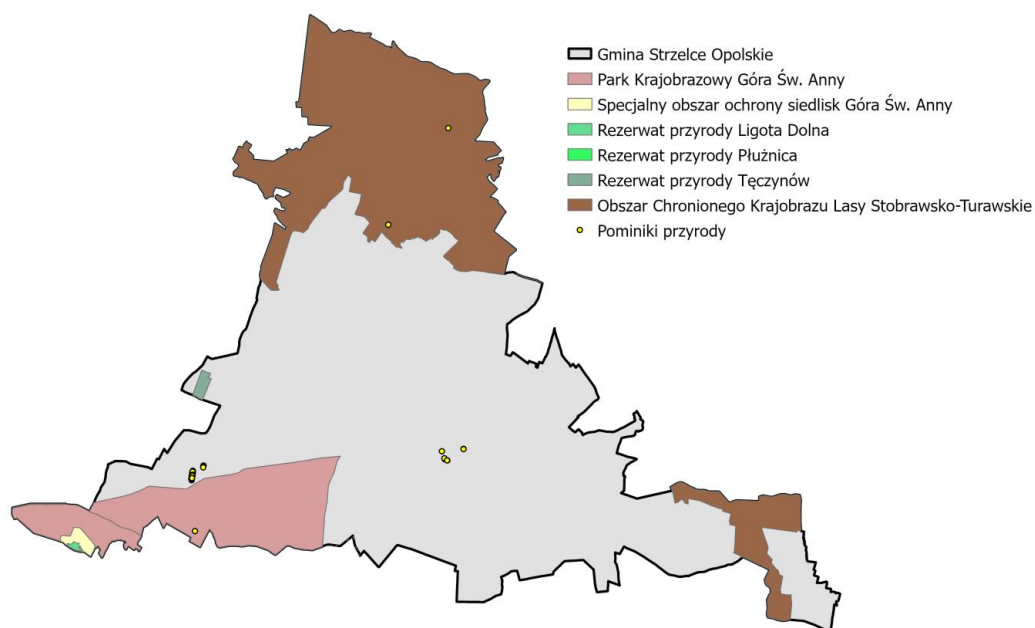 Gmina Strzelce Opolskie
Park Krajobrazowy Góra Św. Anny
Specjalny obszar ochrony siedlisk Góra Św. Anny
Rezerwat przyrody Ligota Dolna
Rezerwat przyrody Płużnica
Rezerwat przyrody Tęczynów
Obszar Chronionego Krajobrazu Lasy Stobrawsko-Turawskie
Pominiki przyrody